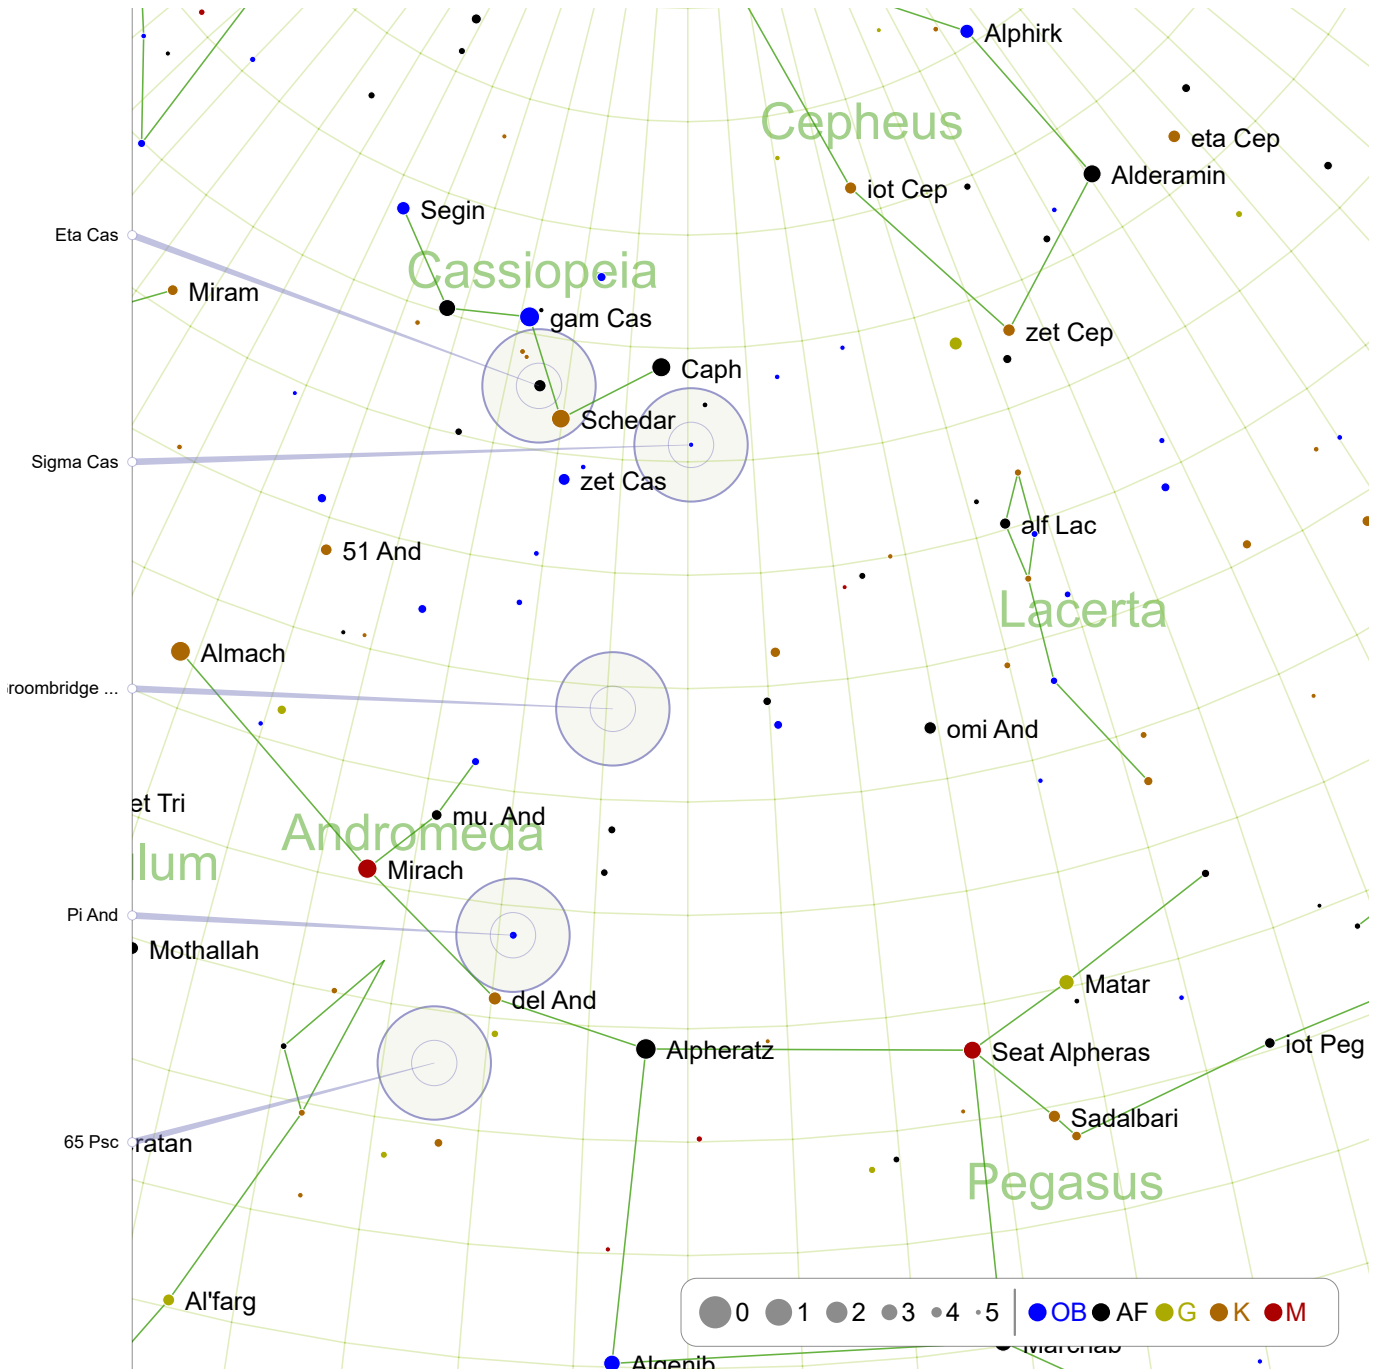 Alphirk
Cepheus
eta Cep
Alderamin
iot Cep
Segin
Eta Cas
Cassiopeia
Miram
gam Cas
zet Cep
Caph
Schedar
Sigma Cas
zet Cas
alf Lac
51 And
Lacerta
Almach
roombridge ...
omi And
et Tri
mu. And
Andromeda
lum
Mirach
Pi And
Mothallah
Matar
del And
Alpheratz
Seat Alpheras
iot Peg
Sadalbari
65 Psc
ratan
Pegasus
Al'farg
0 1 2 3 4 5 OB AF G K M
Marchab
Algenib